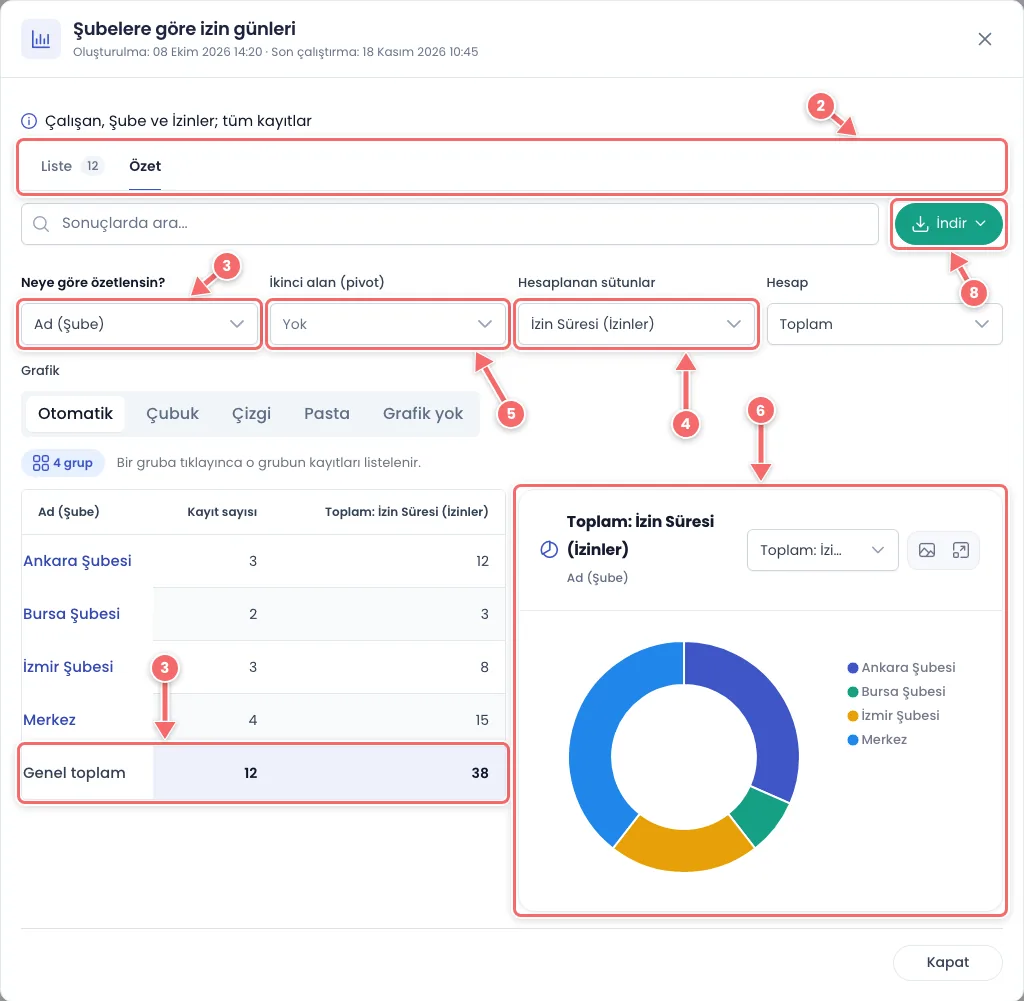 Şubelere göre izin günleri
Oluşturulma: 08 Ekim 2026 14:20 · Son çalıştırma: 18 Kasım 2026 10:45
Çalışan, Şube ve İzinler; tüm kayıtlar
2
Liste 12 Özet
Sonuçlarda ara...
İndir
3
8
Neye göre özetlensin? İkinci alan (pivot) Hesaplanan sütunlar Hesap
Ad (Şube) Yok İzin Süresi (İzinler) Toplam
Grafik
Otomatik Çubuk Çizgi Pasta Grafik yok
5
4
6
4 grup Bir gruba tıklayınca o grubun kayıtları listelenir.
Ad (Şube) Kayıt sayısı Toplam: İzin Süresi (İzinler)
Ankara Şubesi 3 12
Bursa Şubesi 2 3
İzmir Şubesi 3 8
3
Merkez 4 15
Genel toplam 12 38
Toplam: İzin Süresi
(İzinler)
Ad (Şube)
Toplam: İzi...
Ankara Şubesi
Bursa Şubesi
İzmir Şubesi
Merkez
Kapat